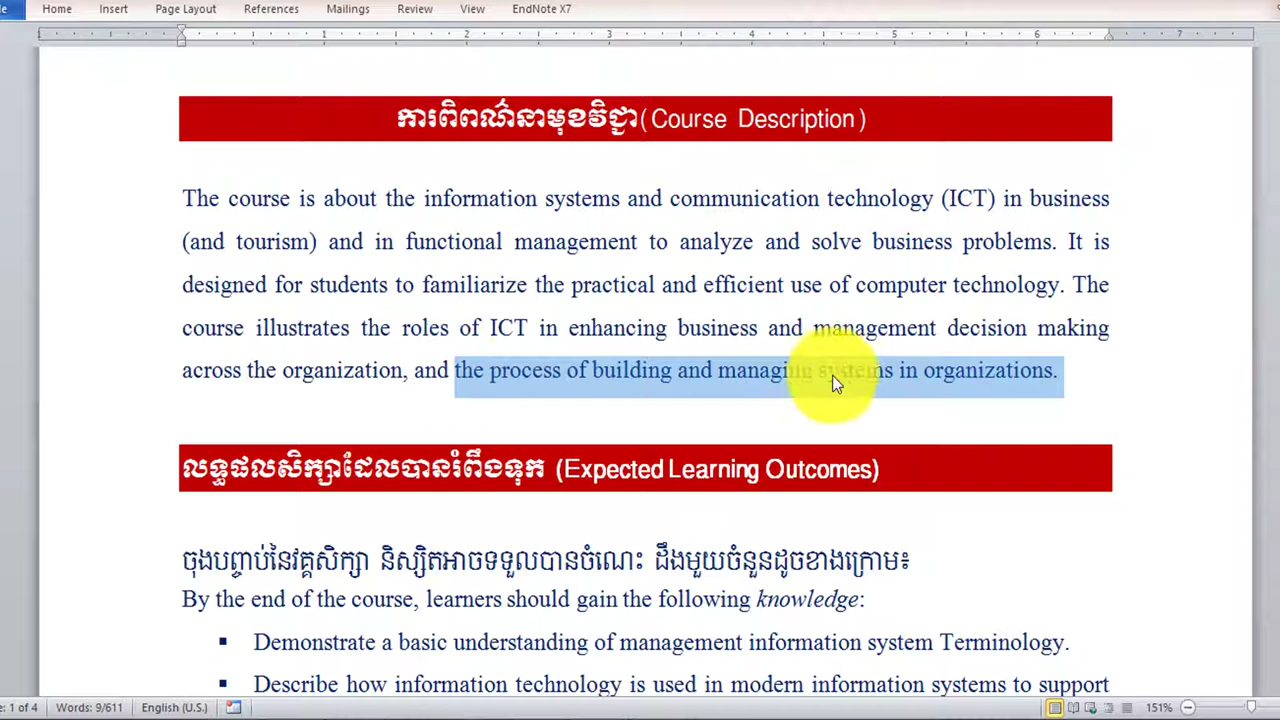 Home Insert Page Layout References Mailings Review View EndNote X7
1 1 2 3 4 5 6 7
ការពិពណ៌នាមុខវិជ្ជា(Course Description)
The course is about the information systems and communication technology (ICT) in business
(and tourism) and in functional management to analyze and solve business problems. It is
designed for students to familiarize the practical and efficient use of computer technology. The
course illustrates the roles of ICT in enhancing business and management decision making
across the organization, and the process of building and managing systems in organizations.
លទ្ធផលសិក្សាដែលបានរំពឹងទុក (Expected Learning Outcomes)
ចុងបញ្ចាប់នៃវគ្គសិក្សា និស្សិតអាចទទួលបានចំណេះ ដឹងមួយចំនួនដូចខាងក្រោម៖
By the end of the course, learners should gain the following knowledge:
▪ Demonstrate a basic understanding of management information system Terminology.
▪ Describe how information technology is used in modern information systems to support
: 1 of 4 Words: 9/611 English (U.S.) 151%